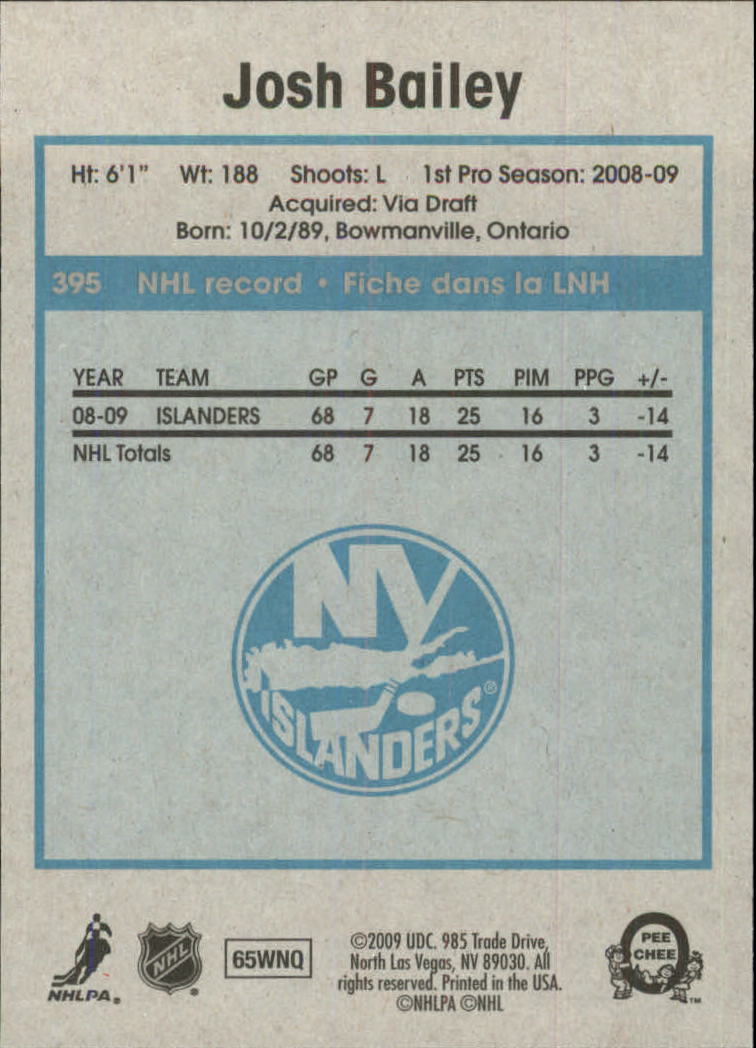 Josh Bailey
Ht: 6'1" Wt: 188 Shoots: L 1st Pro Season: 2008-09
Acquired: Via Draft
Born: 10/2/89, Bowmanville, Ontario
395 NHL record • Fiche dans la LNH
YEAR TEAM GP G A PTS PIM PPG +/-
08-09 ISLANDERS 68 7 18 25 16 3 -14
NHL Totals 68 7 18 25 16 3 -14
NY
ISLANDERS®
NHLPA®
NHL®
65WNQ
©2009 UDC. 985 Trade Drive,
North Las Vegas, NV 89030. All
rights reserved. Printed in the USA.
©NHLPA ©NHL
O
PEE
CHEE
TM